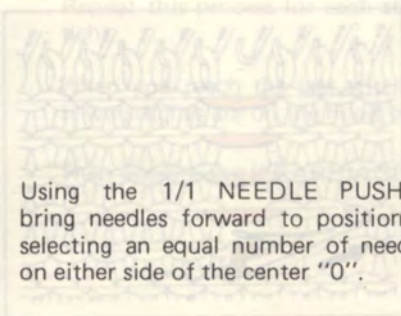 Using the 1/1 NEEDLE PUSH
bring needles forward to position
selecting an equal number of need
on either side of the center "0".